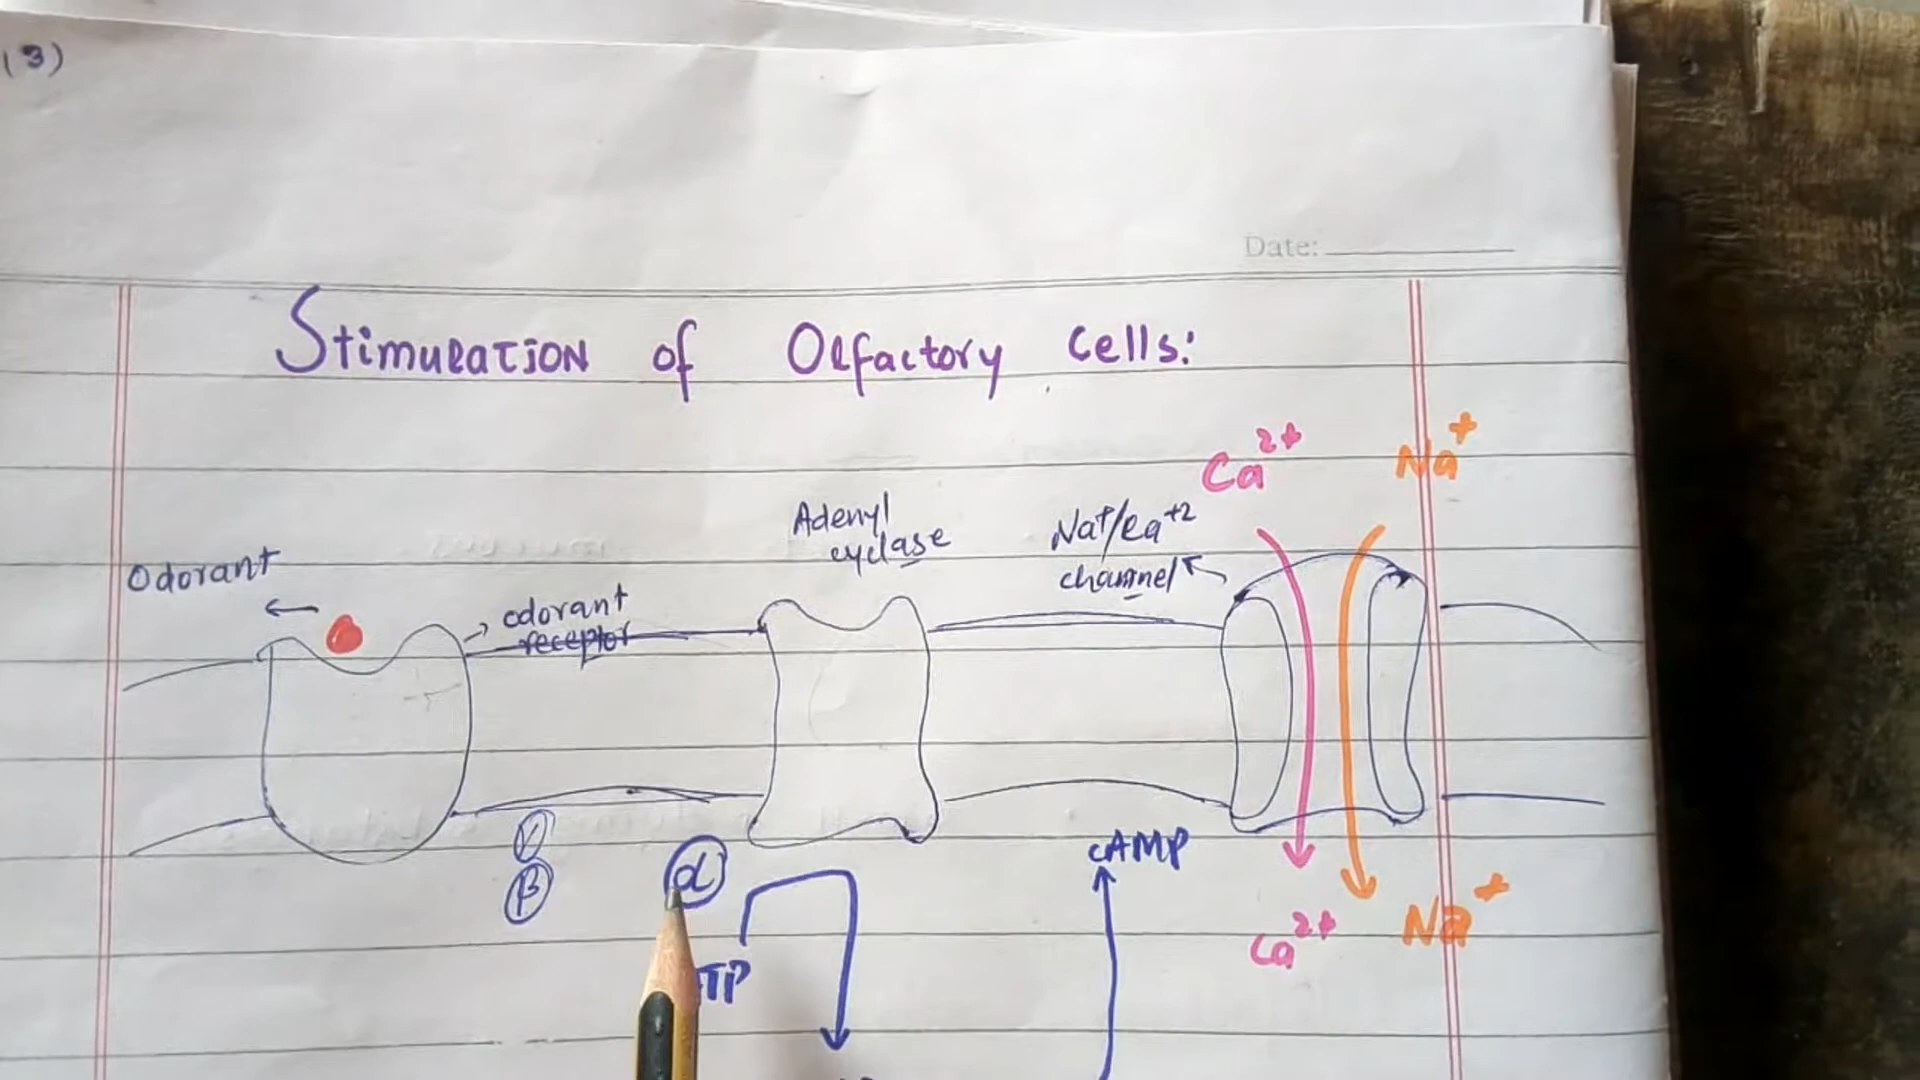 (3)
Date:
Stimulation of Olfactory Cells:
Ca²⁺
Na⁺
Adenyl
cyclase
Na⁺/Ca⁺²
channel
Odorant
odorant
receptor
γ
β
α
cAMP
TP
Ca²⁺
Na⁺